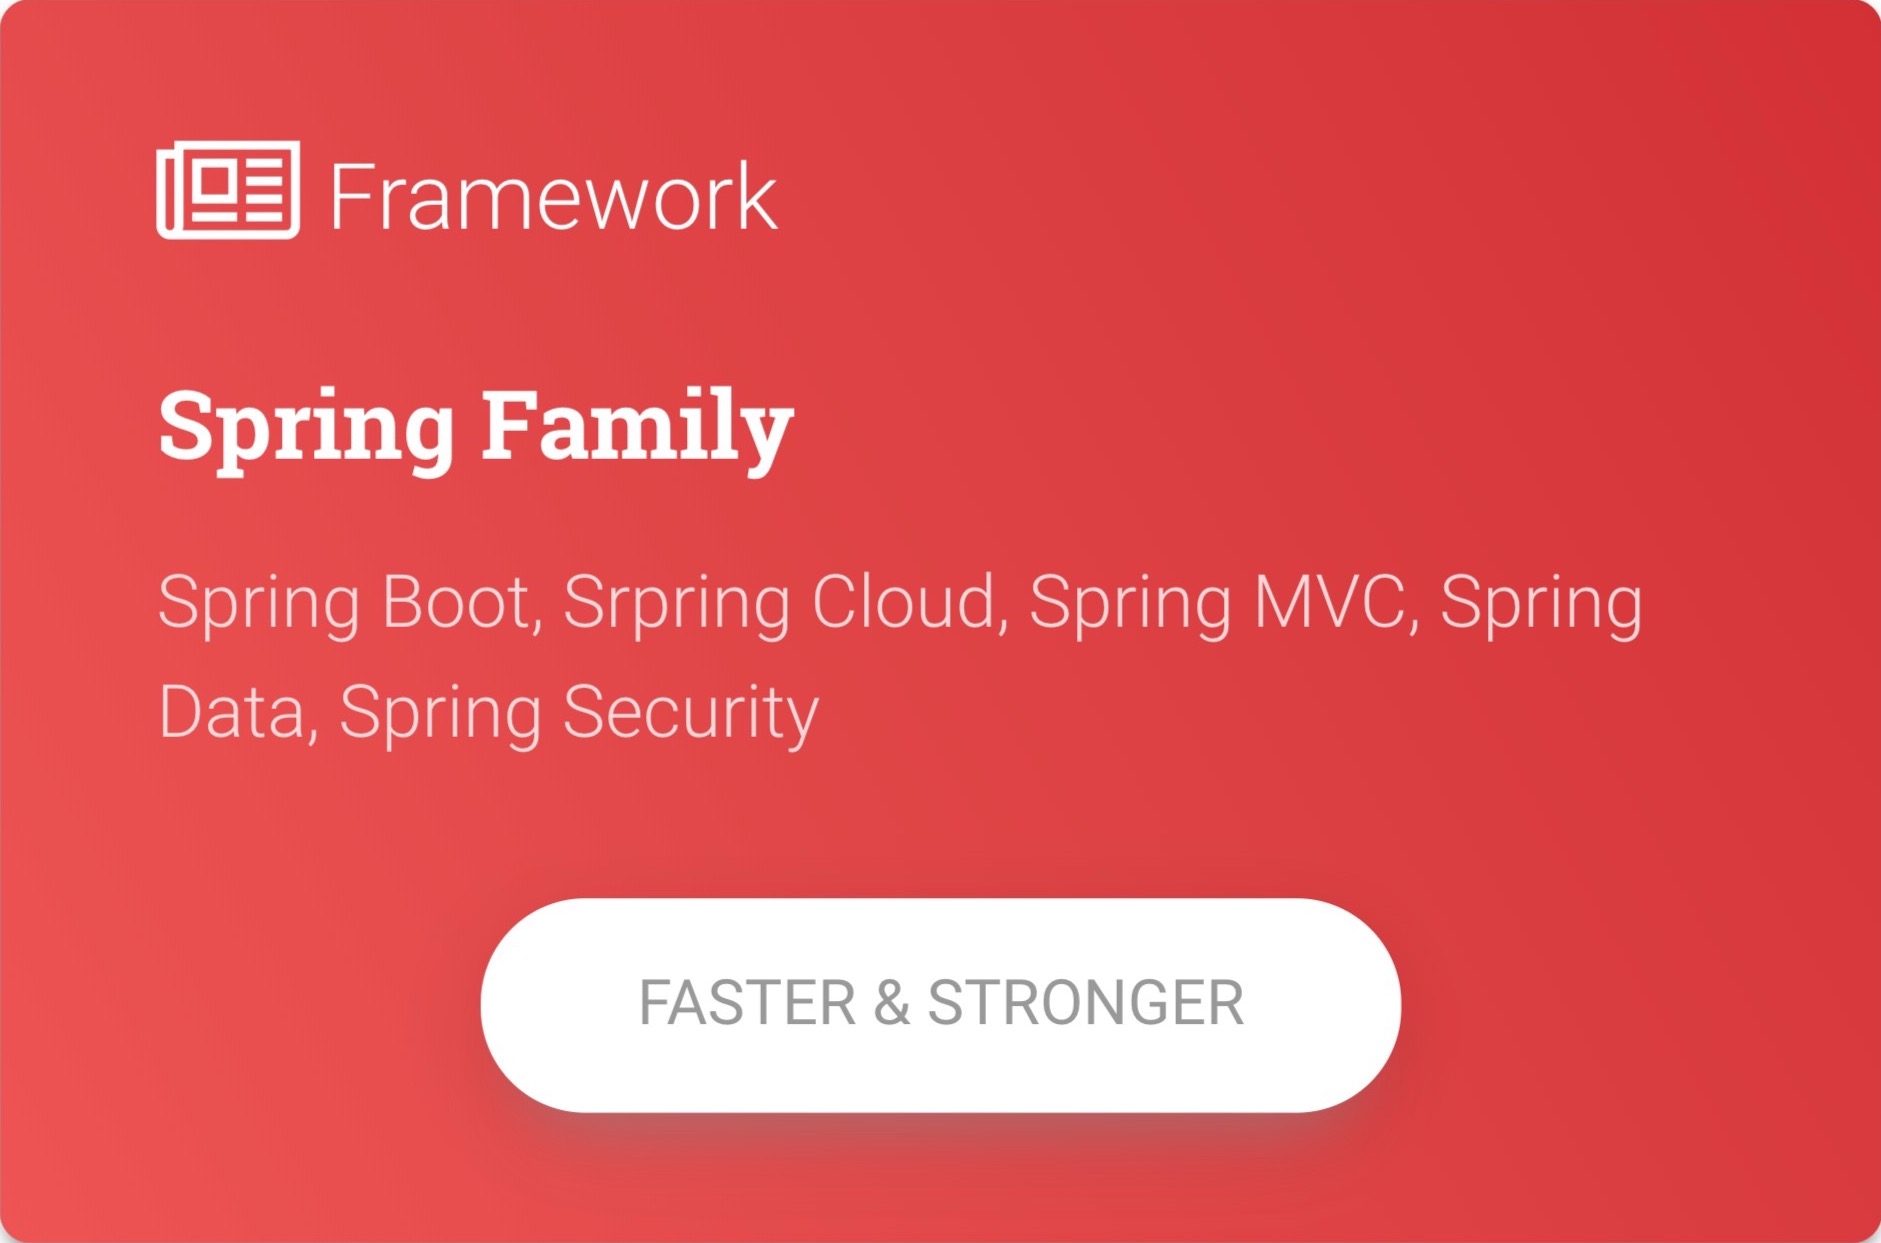 Framework
Spring Family
Spring Boot, Srpring Cloud, Spring MVC, Spring
Data, Spring Security
FASTER & STRONGER